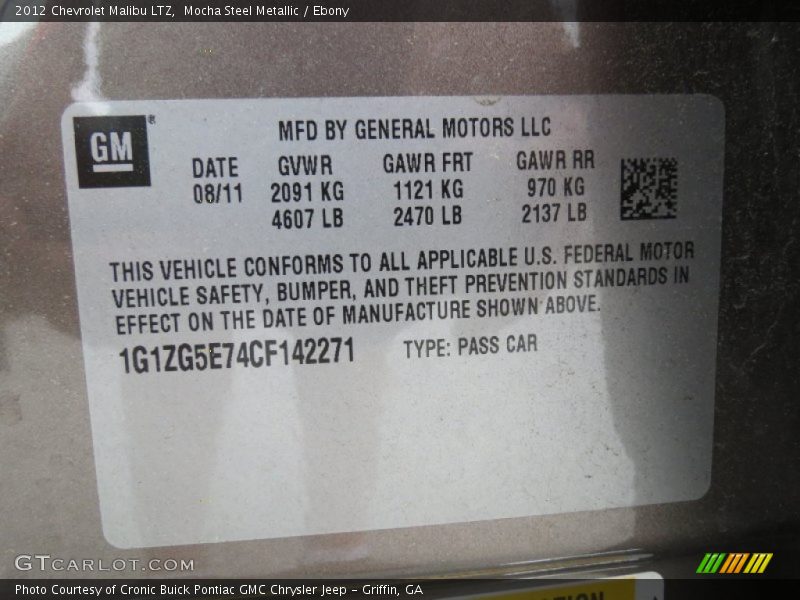 2012 Chevrolet Malibu LTZ,  Mocha Steel Metallic / Ebony
GM®
MFD BY GENERAL MOTORS LLC
DATE GVWR GAWR FRT GAWR RR
08/11 2091 KG 1121 KG 970 KG
4607 LB 2470 LB 2137 LB
THIS VEHICLE CONFORMS TO ALL APPLICABLE U.S. FEDERAL MOTOR
VEHICLE SAFETY, BUMPER, AND THEFT PREVENTION STANDARDS IN
EFFECT ON THE DATE OF MANUFACTURE SHOWN ABOVE.
1G1ZG5E74CF142271 TYPE: PASS CAR
GTCARLOT.COM
Photo Courtesy of Cronic Buick Pontiac GMC Chrysler Jeep - Griffin, GA